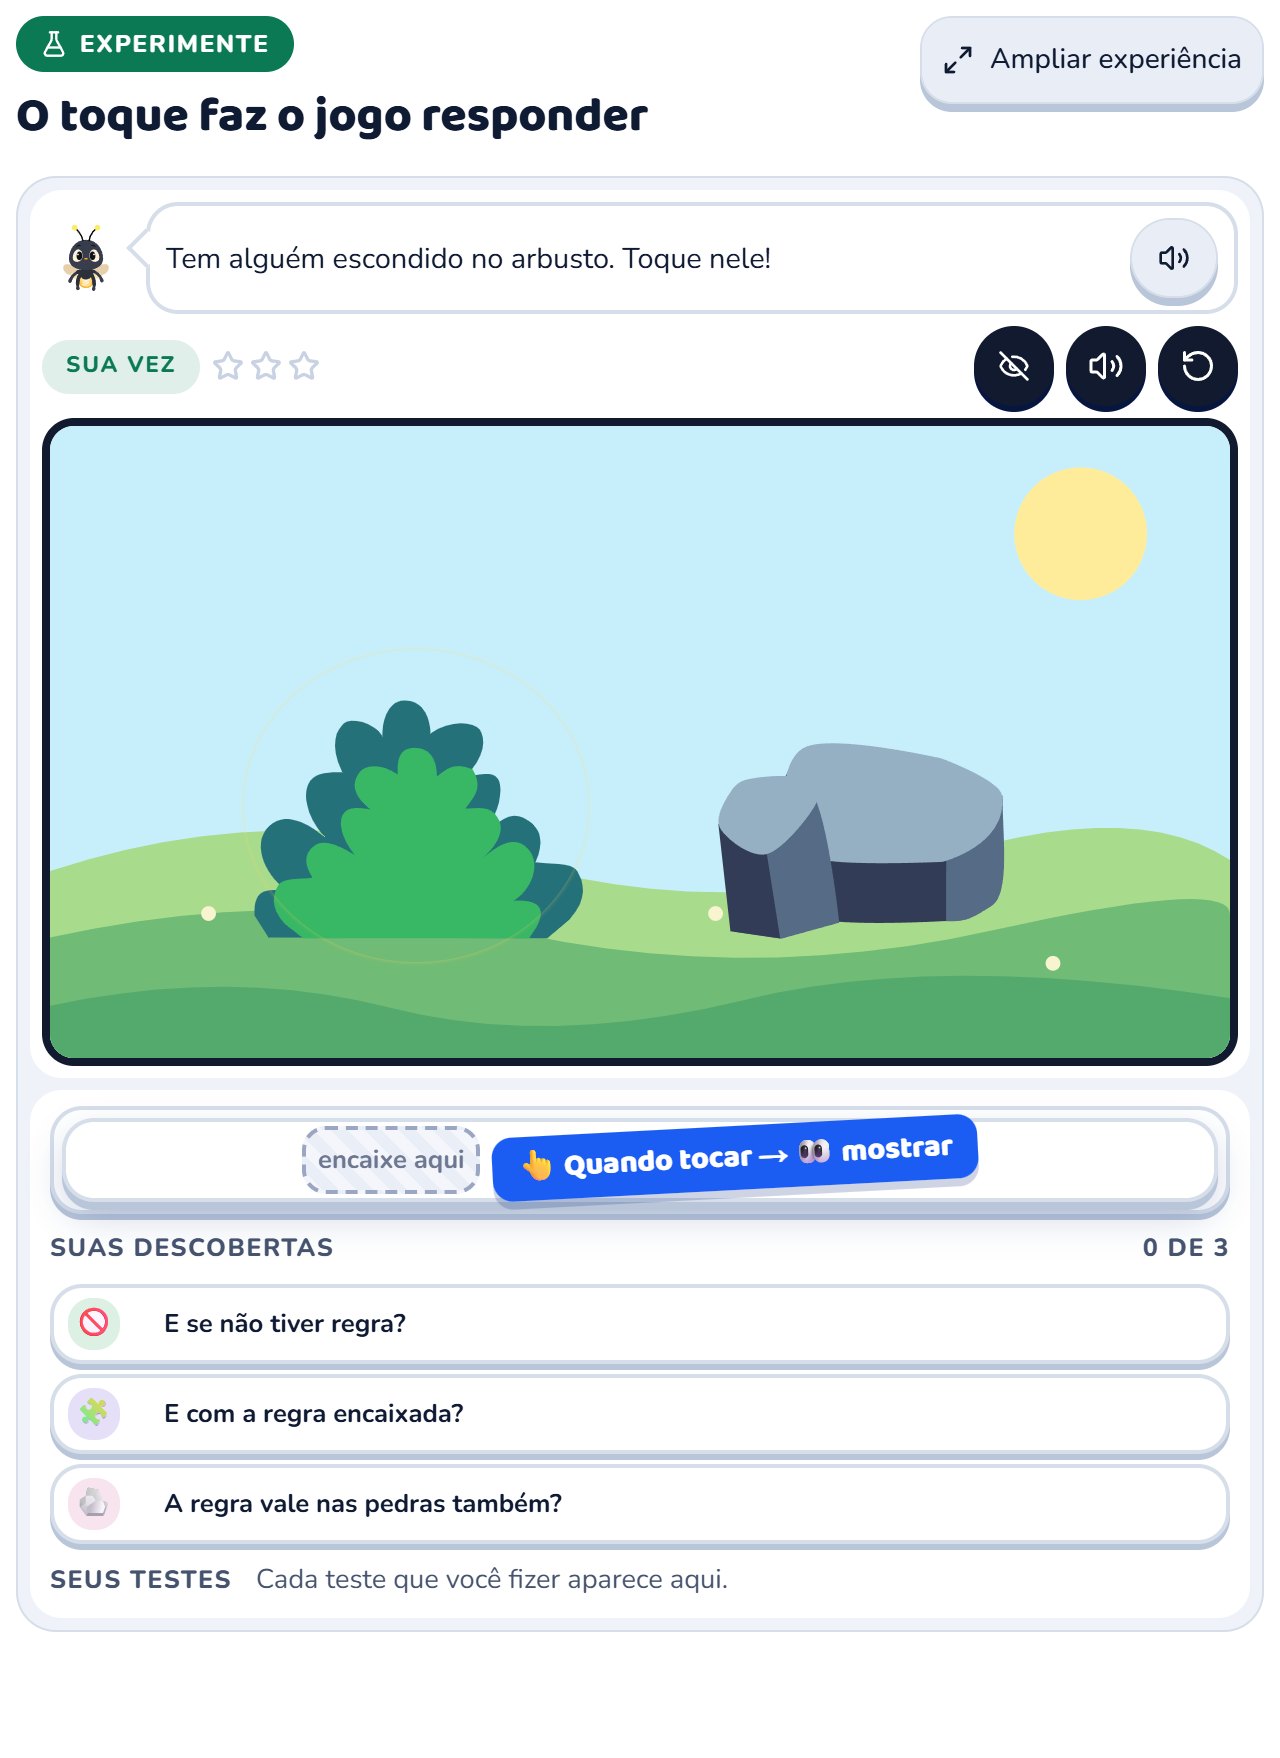 EXPERIMENTE
Ampliar experiência
O toque faz o jogo responder
Tem alguém escondido no arbusto. Toque nele!
SUA VEZ
encaixe aqui
👆 Quando tocar → 👀 mostrar
SUAS DESCOBERTAS
0 DE 3
E se não tiver regra?
E com a regra encaixada?
A regra vale nas pedras também?
SEUS TESTES Cada teste que você fizer aparece aqui.